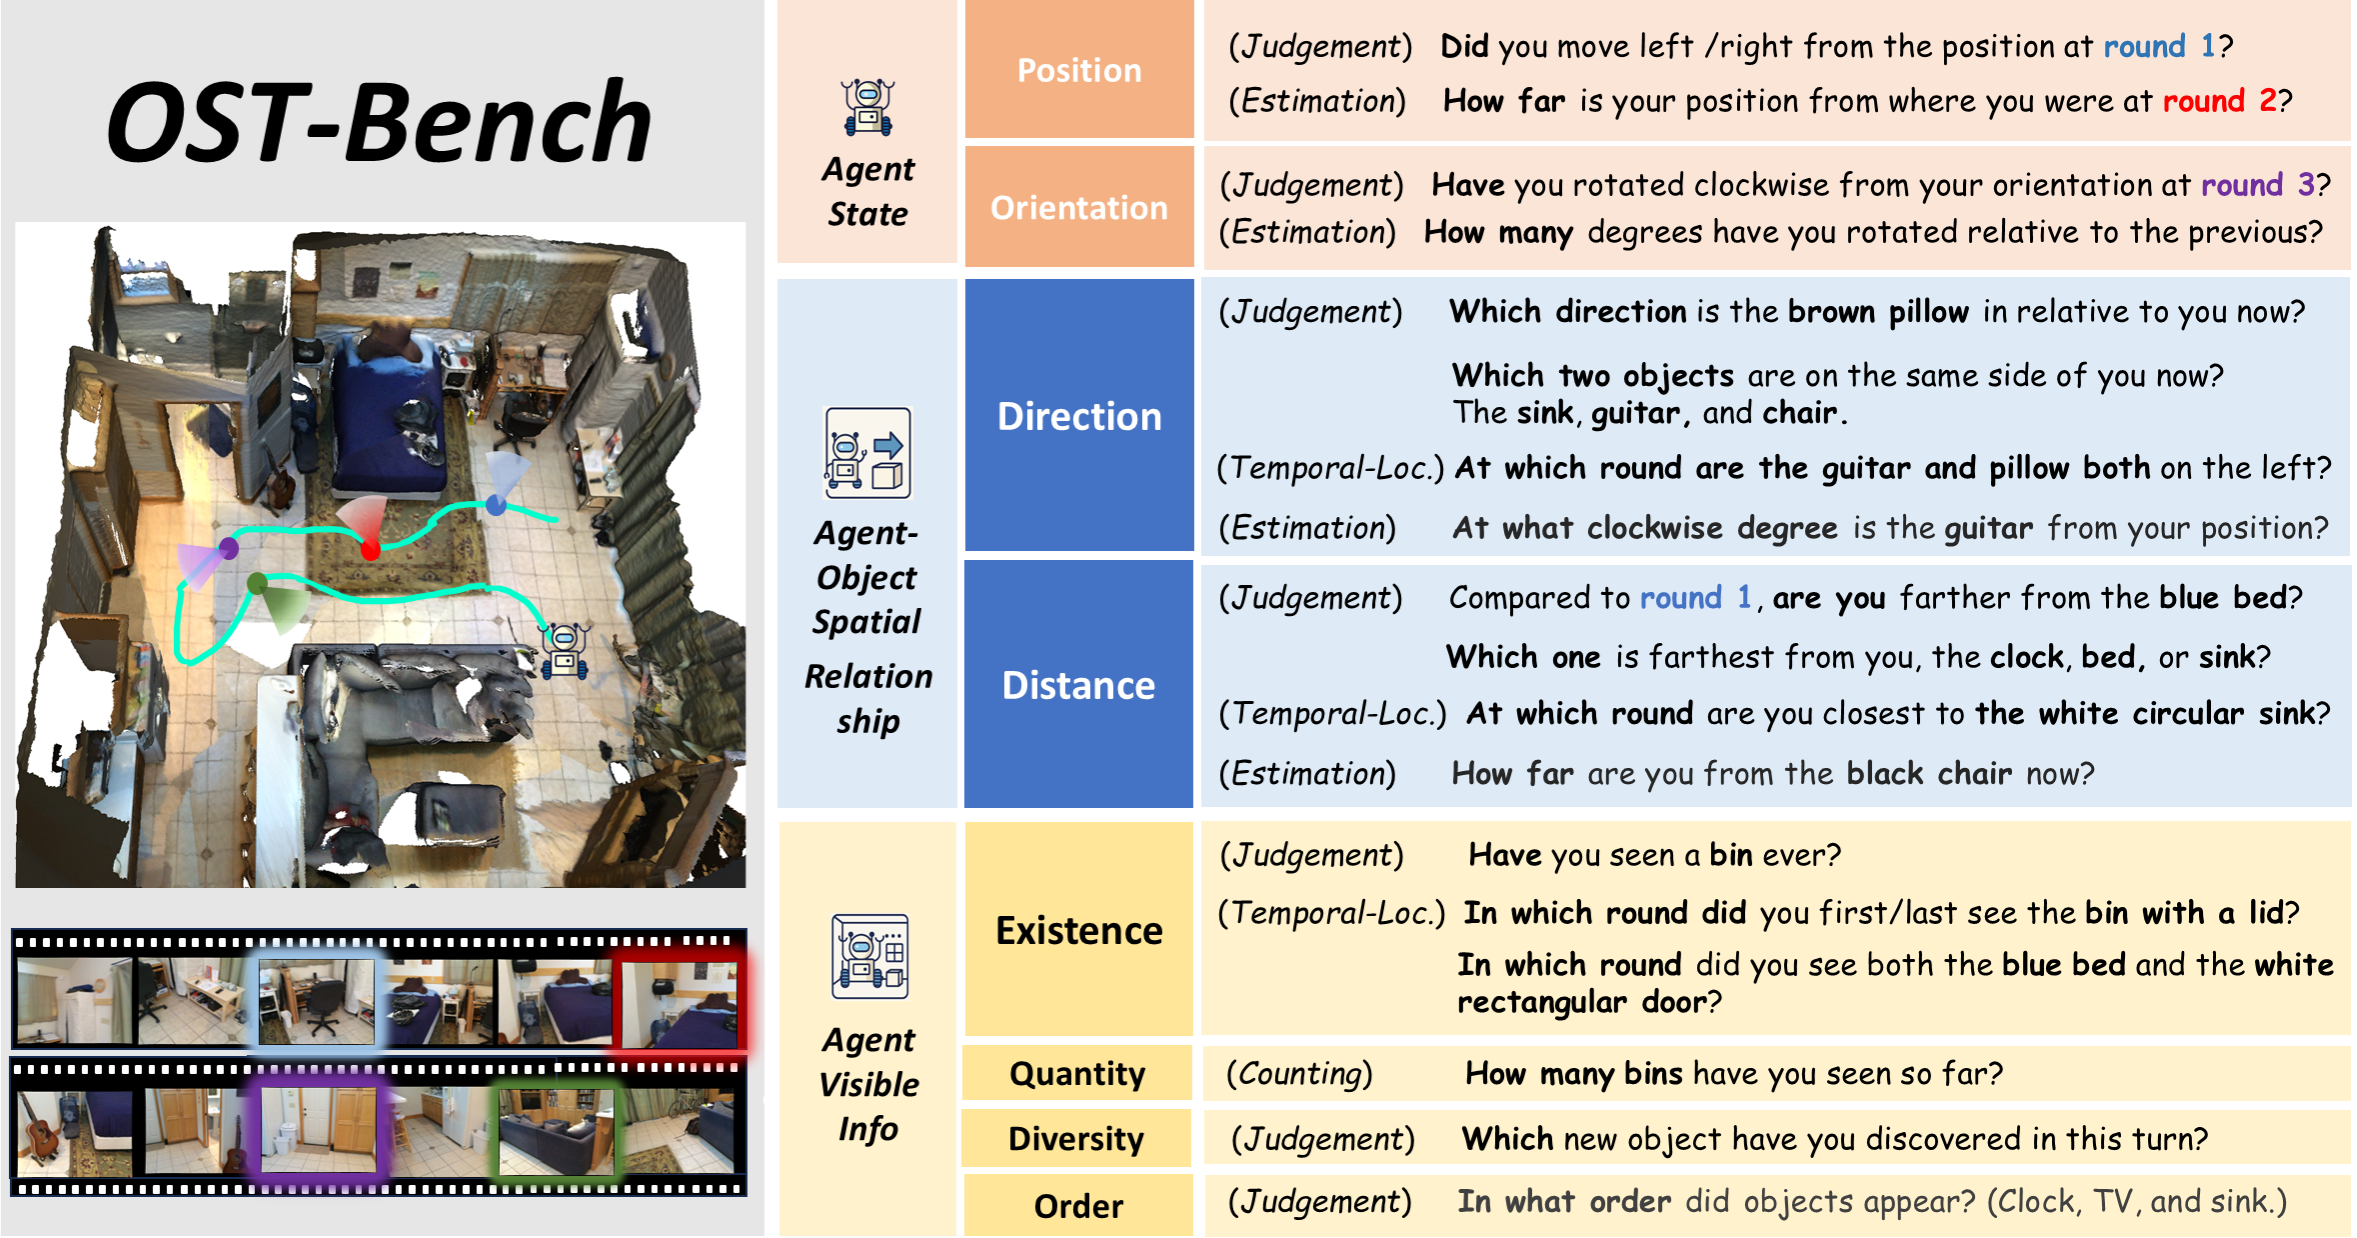 OST-Bench
Agent
State
Position
(Judgement) Did you move left /right from the position at round 1?
(Estimation) How far is your position from where you were at round 2?
Orientation
(Judgement) Have you rotated clockwise from your orientation at round 3?
(Estimation) How many degrees have you rotated relative to the previous?
Agent-
Object
Spatial
Relation
ship
Direction
(Judgement) Which direction is the brown pillow in relative to you now?
Which two objects are on the same side of you now?
The sink, guitar, and chair.
(Temporal-Loc.) At which round are the guitar and pillow both on the left?
(Estimation) At what clockwise degree is the guitar from your position?
Distance
(Judgement) Compared to round 1, are you farther from the blue bed?
Which one is farthest from you, the clock, bed, or sink?
(Temporal-Loc.) At which round are you closest to the white circular sink?
(Estimation) How far are you from the black chair now?
Agent
Visible
Info
Existence
(Judgement) Have you seen a bin ever?
(Temporal-Loc.) In which round did you first/last see the bin with a lid?
In which round did you see both the blue bed and the white
rectangular door?
Quantity
(Counting) How many bins have you seen so far?
Diversity
(Judgement) Which new object have you discovered in this turn?
Order
(Judgement) In what order did objects appear? (Clock, TV, and sink.)